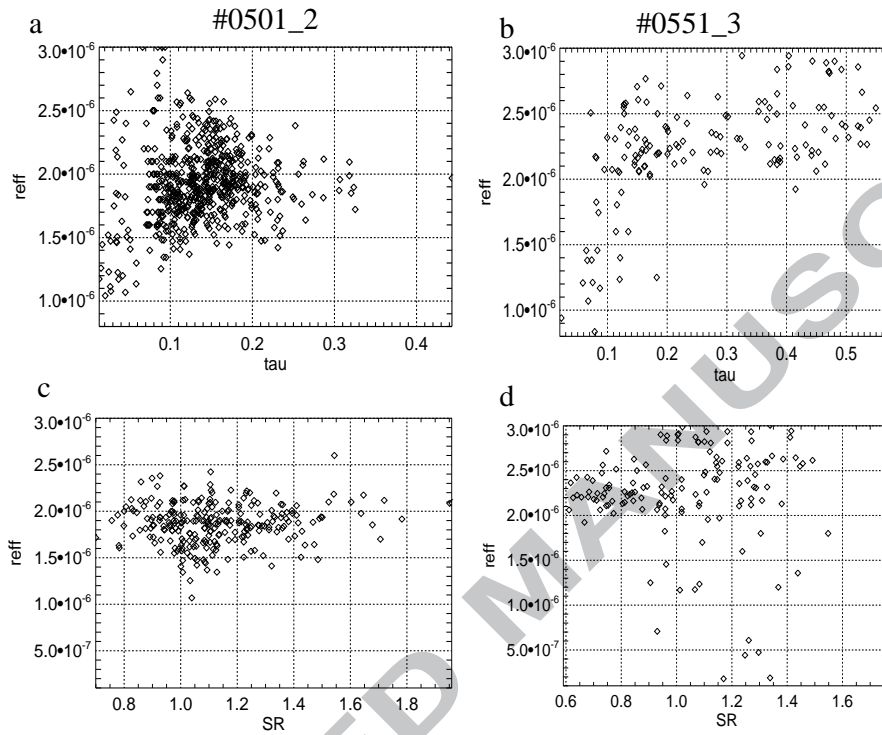 a #0501_2
b #0551_3
3.0•10-6
2.5•10-6
2.0•10-6
1.5•10-6
1.0•10-6
reff
0.1 0.2 0.3 0.4
tau
3.0•10-6
2.5•10-6
2.0•10-6
1.5•10-6
1.0•10-6
reff
0.1 0.2 0.3 0.4 0.5
tau
c
3.0•10-6
2.5•10-6
2.0•10-6
1.5•10-6
1.0•10-6
5.0•10-7
reff
0.8 1.0 1.2 1.4 1.6 1.8
SR
d
3.0•10-6
2.5•10-6
2.0•10-6
1.5•10-6
1.0•10-6
5.0•10-7
reff
0.6 0.8 1.0 1.2 1.4 1.6
SR
ED MANUSC